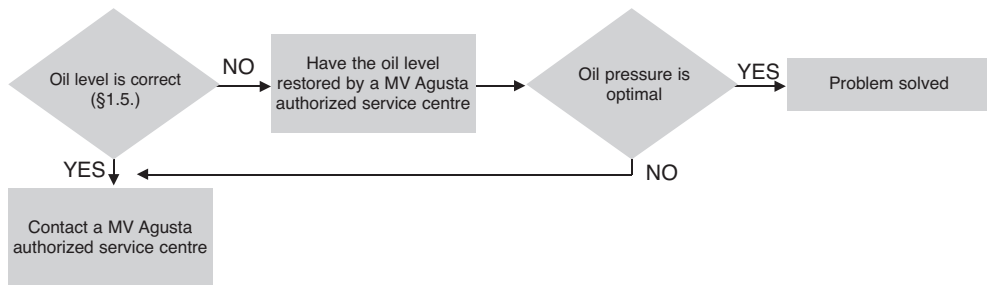 Oil level is correct
(§1.5.)
NO
Have the oil level
restored by a MV Agusta
authorized service centre
Oil pressure is
optimal
YES
Problem solved
YES
NO
Contact a MV Agusta
authorized service centre